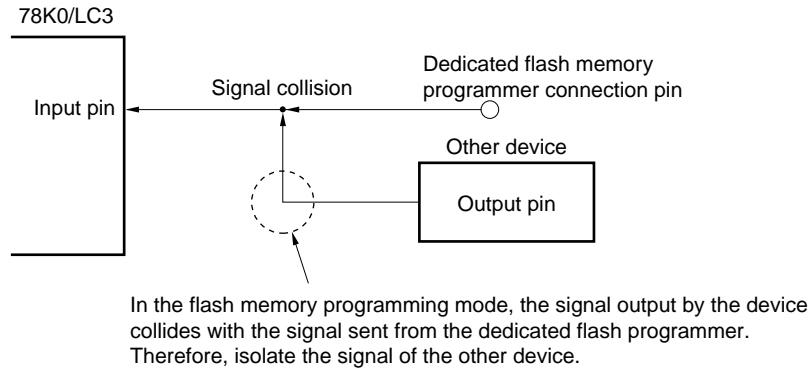 78K0/LC3
Dedicated flash memory
programmer connection pin
Signal collision
Input pin
Other device
Output pin
In the flash memory programming mode, the signal output by the device
collides with the signal sent from the dedicated flash programmer.
Therefore, isolate the signal of the other device.